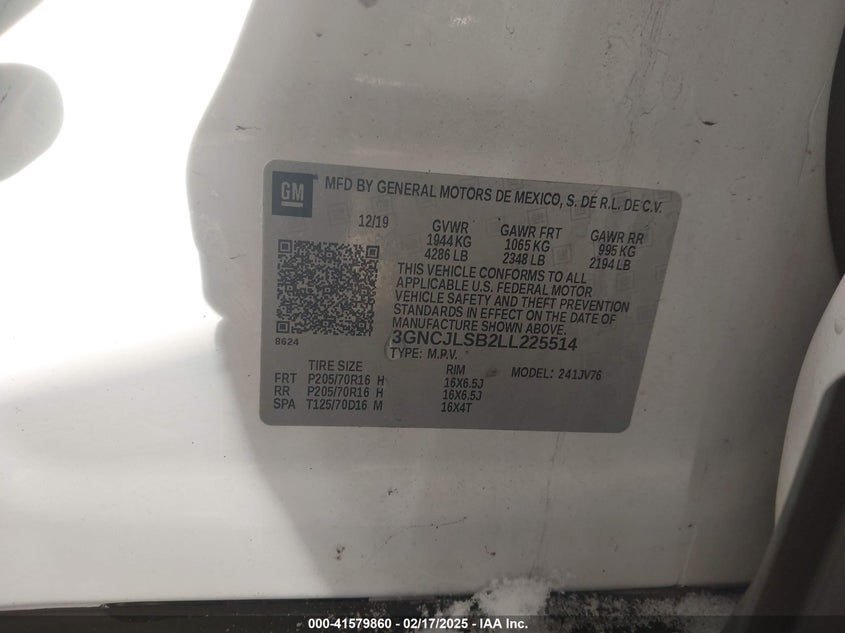 GM
MFD BY GENERAL MOTORS DE MEXICO, S. DE R.L. DE C.V.
12/19 GVWR GAWR FRT GAWR RR
1944 KG 1065 KG 995 KG
4286 LB 2348 LB 2194 LB
THIS VEHICLE CONFORMS TO ALL
APPLICABLE U.S. FEDERAL MOTOR
VEHICLE SAFETY AND THEFT PREVENTION
STANDARDS IN EFFECT ON THE DATE OF
MANUFACTURE SHOWN ABOVE.
8624
3GNCJLSB2LL225514
TYPE: M.P.V.
TIRE SIZE RIM MODEL: 241JV76
FRT P205/70R16 H 16X6.5J
RR P205/70R16 H 16X6.5J
SPA T125/70D16 M 16X4T
000-41579860 — 02/17/2025 — IAA Inc.